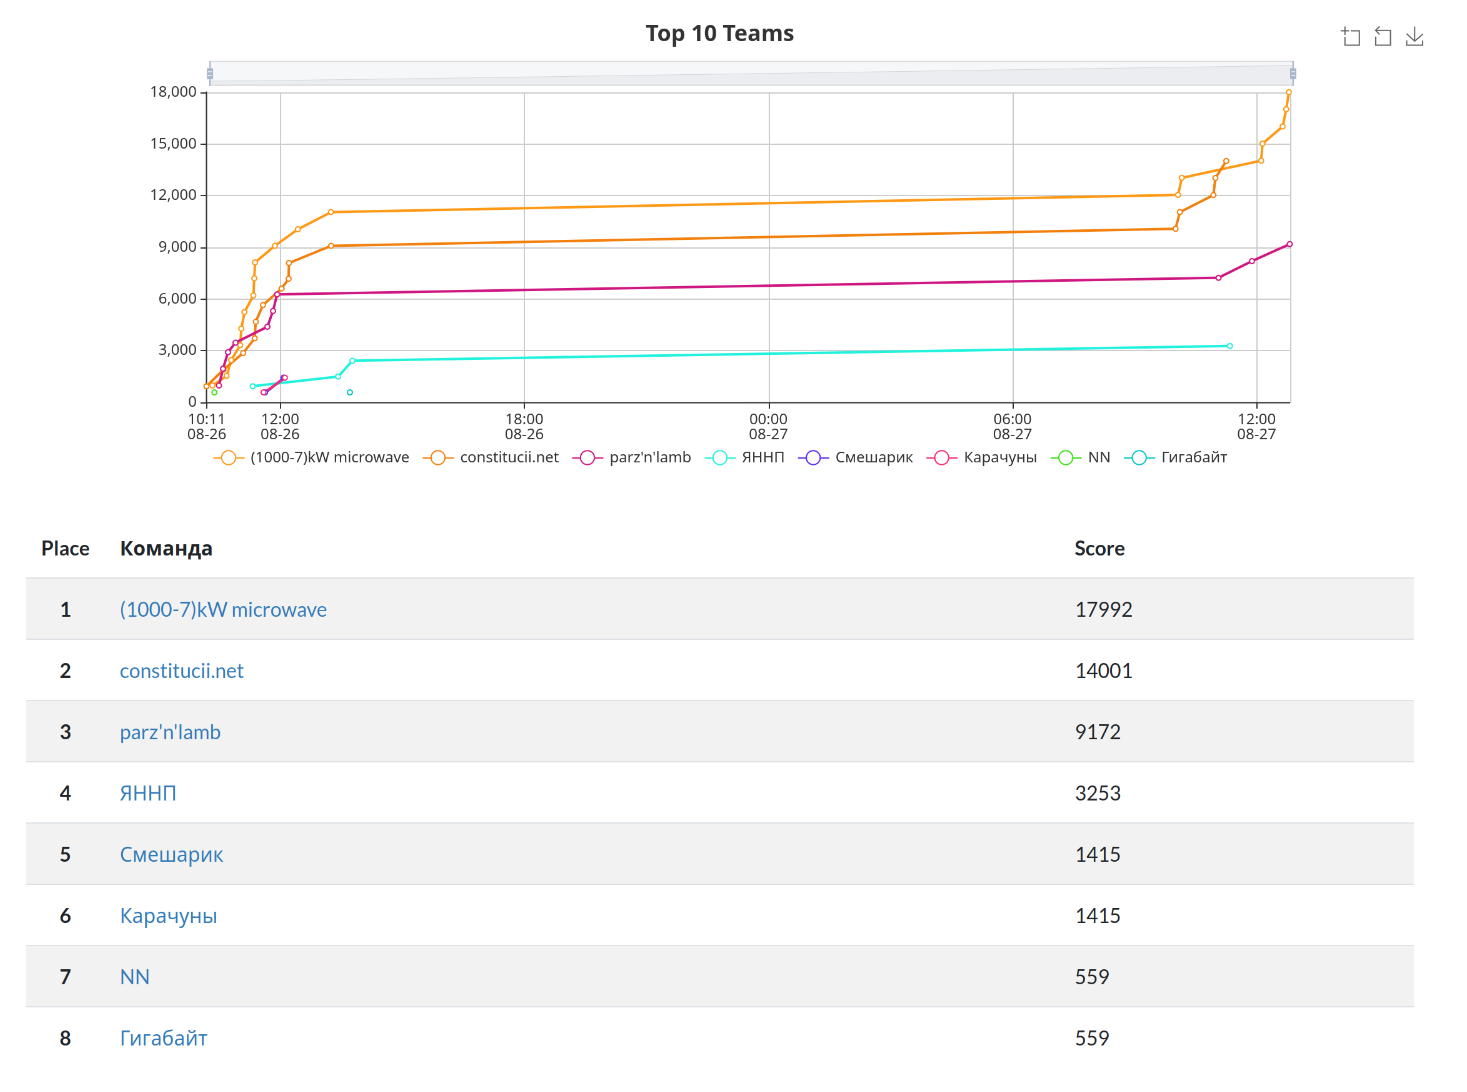 Top 10 Teams
18,000
15,000
12,000
9,000
6,000
3,000
0
10:11 12:00 18:00 00:00 06:00 12:00
08-26 08-26 08-26 08-27 08-27 08-27
(1000-7)kW microwave constitucii.net parz'n'lamb ЯННП Смешарик Карачуны NN Гигабайт
Place Команда Score
1 (1000-7)kW microwave 17992
2 constitucii.net 14001
3 parz'n'lamb 9172
4 ЯННП 3253
5 Смешарик 1415
6 Карачуны 1415
7 NN 559
8 Гигабайт 559